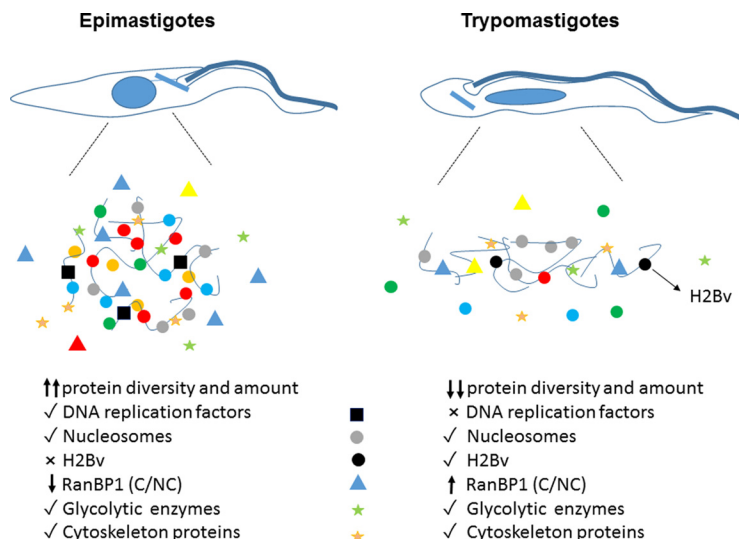 Epimastigotes
Trypomastigotes
H2Bv
↑↑ protein diversity and amount
✓ DNA replication factors
✓ Nucleosomes
× H2Bv
↓ RanBP1 (C/NC)
✓ Glycolytic enzymes
✓ Cytoskeleton proteins
↓↓ protein diversity and amount
× DNA replication factors
✓ Nucleosomes
✓ H2Bv
↑ RanBP1 (C/NC)
✓ Glycolytic enzymes
✓ Cytoskeleton proteins